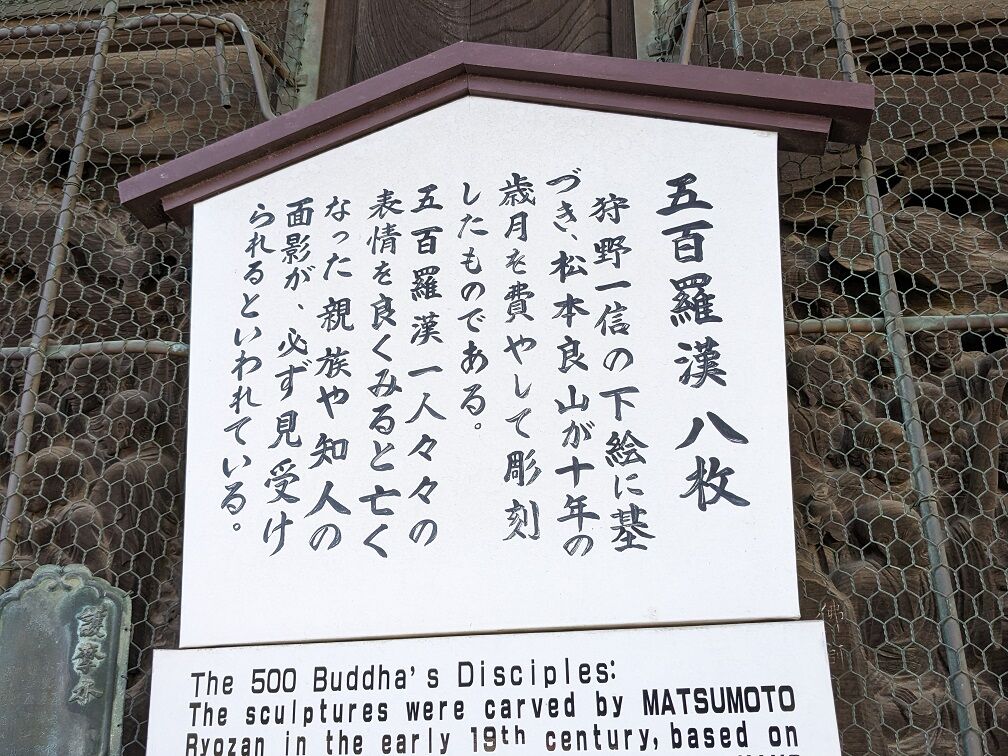 五百羅漢 八枚
狩野一信の下絵に基
づき、松本良山が十年の
歳月を費やして彫刻
したものである。
五百羅漢一人々々の
表情を良くみると亡く
なった親族や知人の
面影が、必ず見受け
られるといわれている。
The 500 Buddha's Disciples:
The sculptures were carved by MATSUMOTO
Ryozan in the early 19th century, based on
護摩木